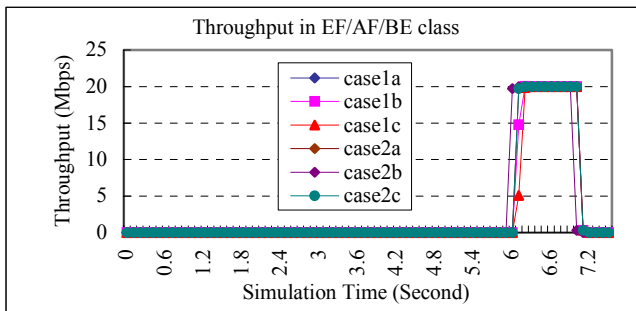 Throughput in EF/AF/BE class
Throughput (Mbps)
25
20
15
10
5
0
case1a
case1b
case1c
case2a
case2b
case2c
0 0.6 1.2 1.8 2.4 3 3.6 4.2 4.8 5.4 6 6.6 7.2
Simulation Time (Second)